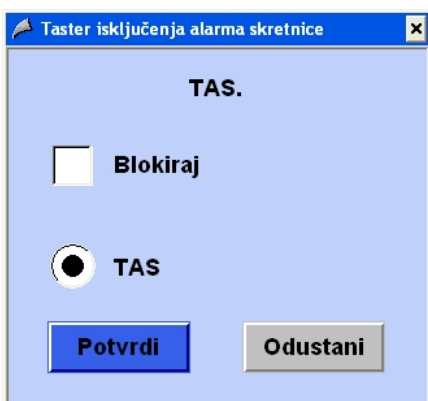 Taster isključenja alarma skretnice
TAS.
Blokiraj
TAS
Potvrdi Odustani